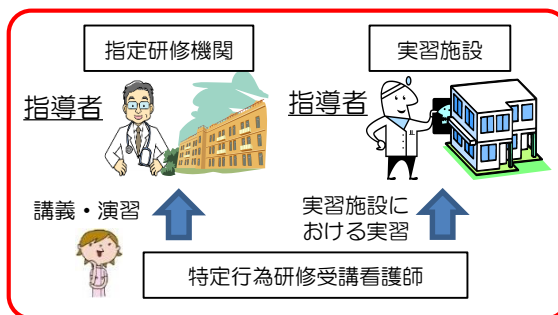 指定研修機関
実習施設
指導者
指導者
講義・演習
実習施設に
おける実習
特定行為研修受講看護師